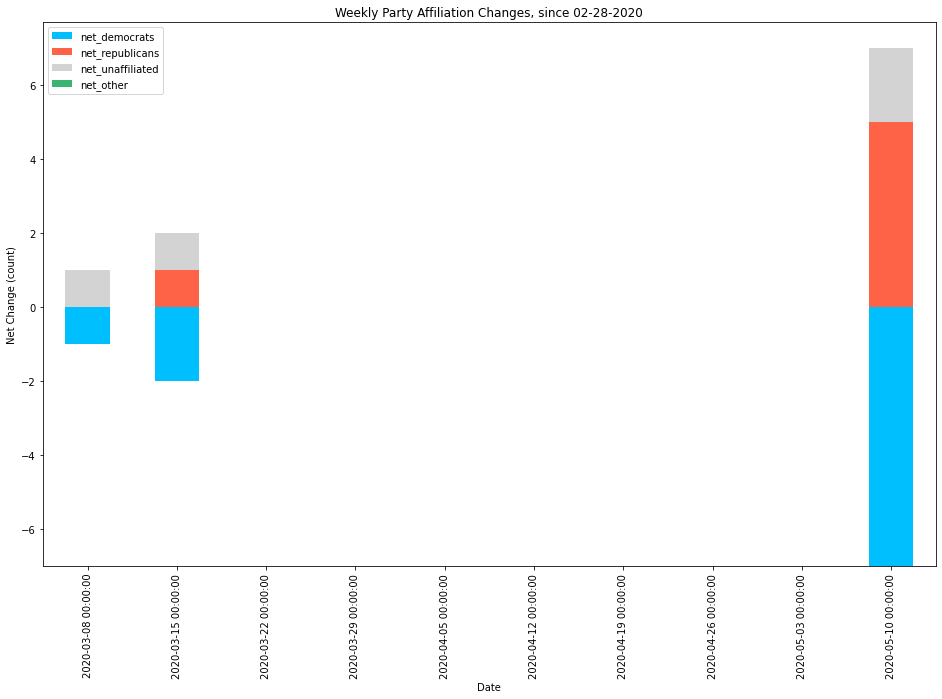 Weekly Party Affiliation Changes, since 02-28-2020
net_democrats
net_republicans
net_unaffiliated
net_other
Net Change (count)
6
4
2
0
−2
−4
−6
2020-03-08 00:00:00
2020-03-15 00:00:00
2020-03-22 00:00:00
2020-03-29 00:00:00
2020-04-05 00:00:00
2020-04-12 00:00:00
2020-04-19 00:00:00
2020-04-26 00:00:00
2020-05-03 00:00:00
2020-05-10 00:00:00
Date